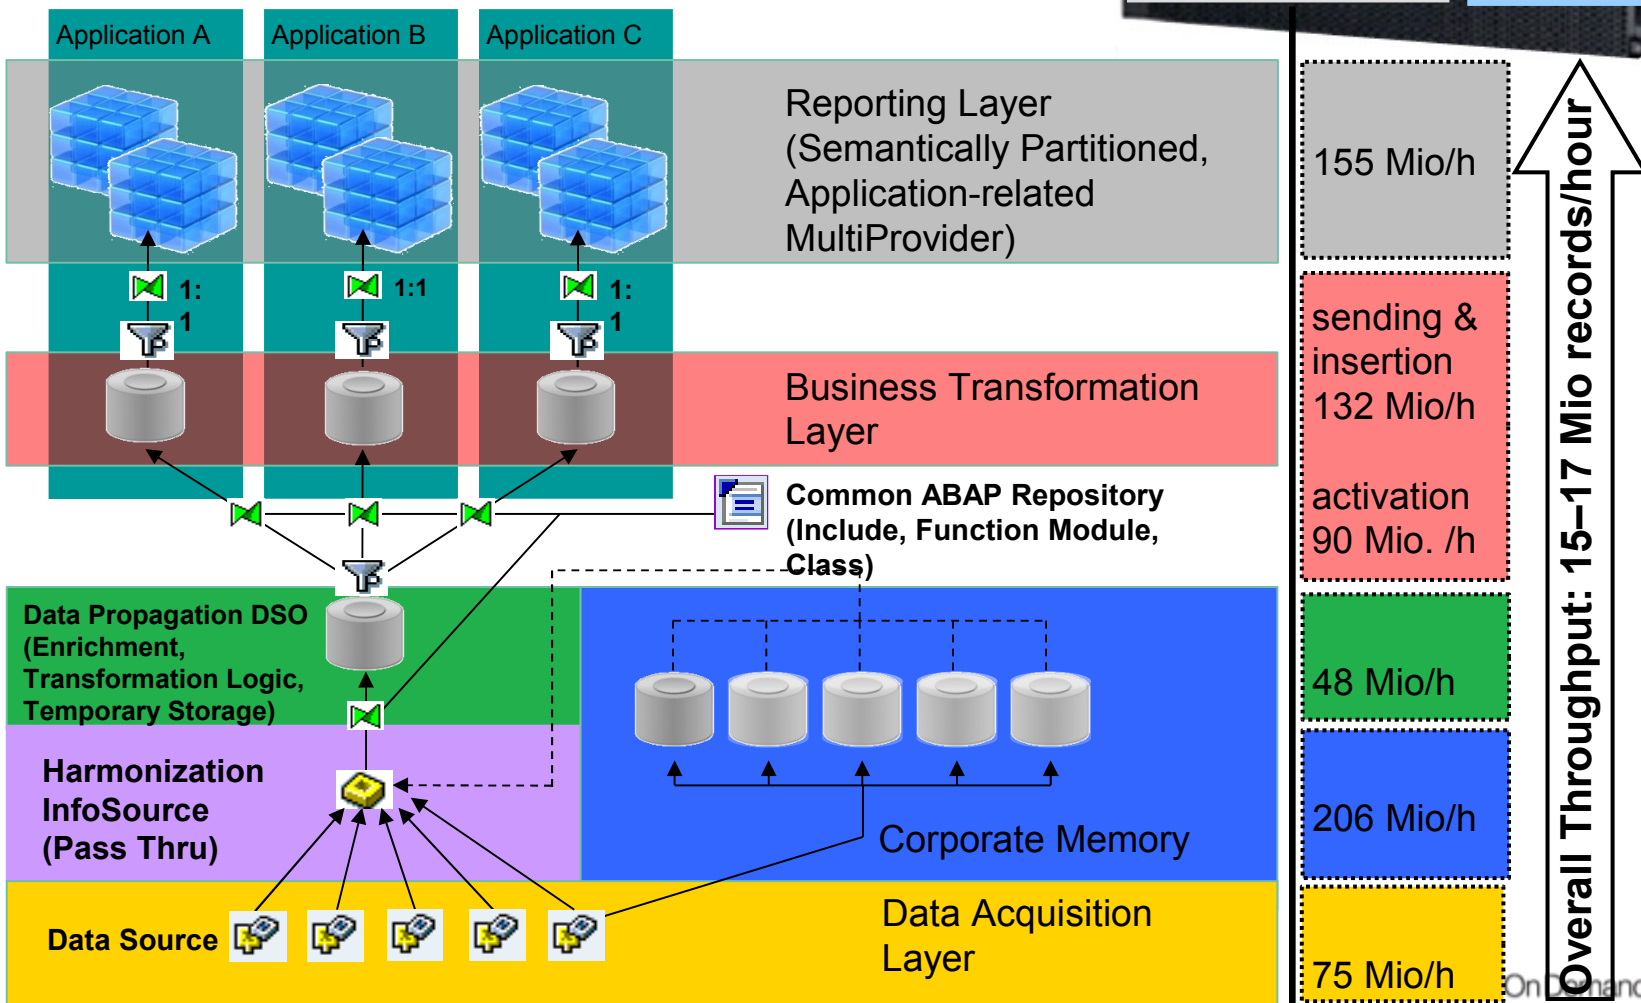 Application A
Application B
Application C
Reporting Layer
(Semantically Partitioned,
Application-related
MultiProvider)
1:
1
1:1
1:
1
Business Transformation
Layer
Common ABAP Repository
(Include, Function Module,
Class)
Data Propagation DSO
(Enrichment,
Transformation Logic,
Temporary Storage)
Harmonization
InfoSource
(Pass Thru)
Corporate Memory
Data Source
Data Acquisition
Layer
155 Mio/h
sending &
insertion
132 Mio/h
activation
90 Mio. /h
48 Mio/h
206 Mio/h
75 Mio/h
Overall Throughput: 15–17 Mio records/hour
On Demand